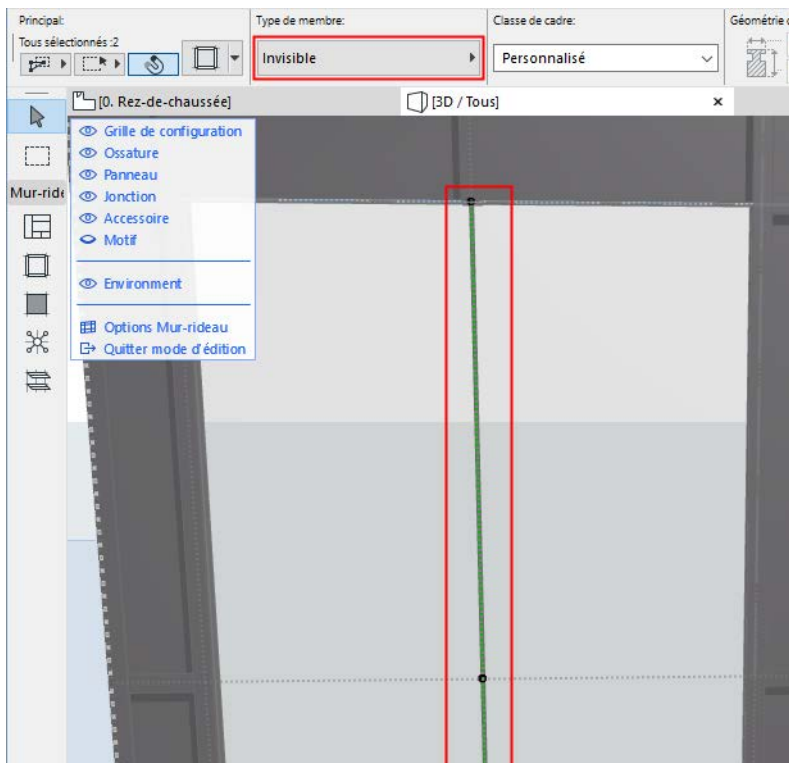 Principal:
Type de membre:
Classe de cadre:
Géométrie
Tous sélectionnés :2
Invisible
Personnalisé
[0. Rez-de-chaussée]
[3D / Tous]
Grille de configuration
Ossature
Panneau
Jonction
Accessoire
Motif
Environment
Options Mur-rideau
Quitter mode d'édition
Mur-ride